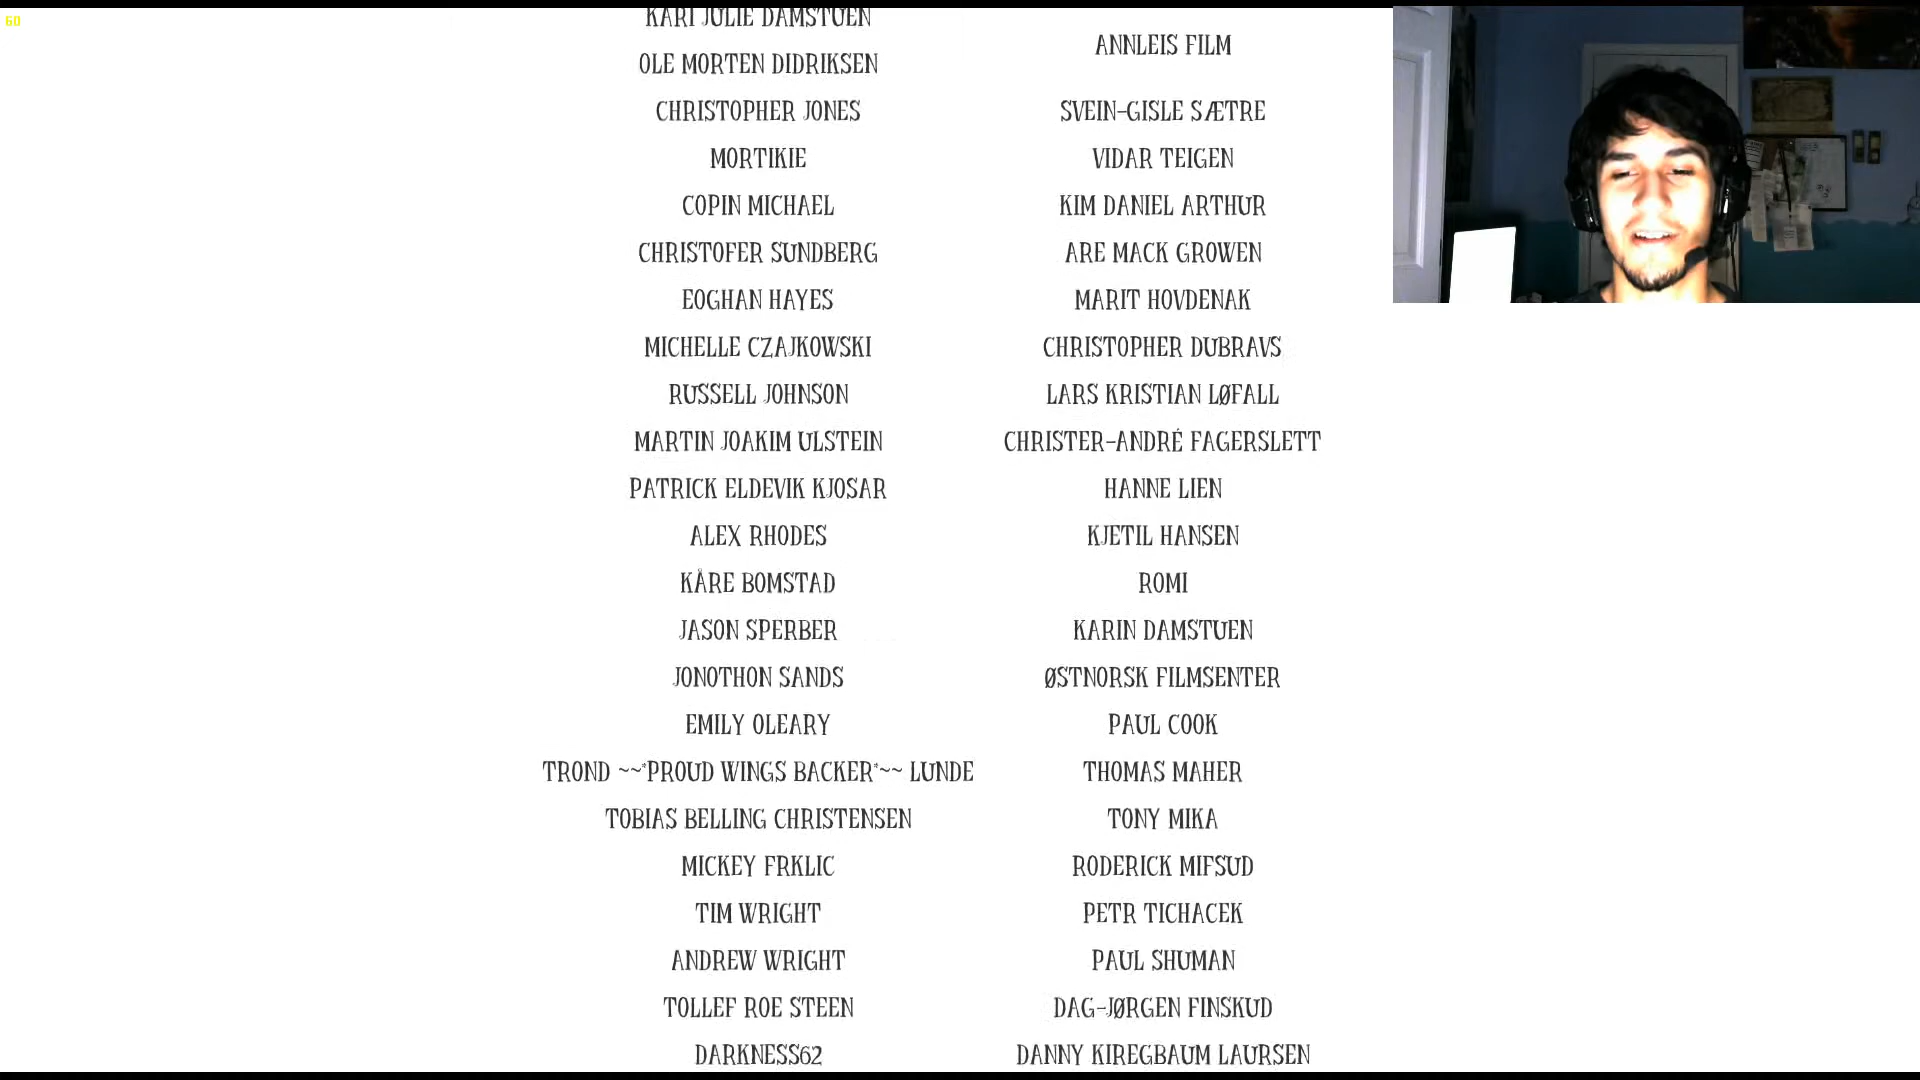 60
KARI JULIE DAMSTUEN
OLE MORTEN DIDRIKSEN
CHRISTOPHER JONES
MORTIKIE
COPIN MICHAEL
CHRISTOFER SUNDBERG
EOGHAN HAYES
MICHELLE CZAJKOWSKI
RUSSELL JOHNSON
MARTIN JOAKIM ULSTEIN
PATRICK ELDEVIK KJOSAR
ALEX RHODES
KÅRE BOMSTAD
JASON SPERBER
JONOTHON SANDS
EMILY OLEARY
TROND ~~*PROUD WINGS BACKER*~~ LUNDE
TOBIAS BELLING CHRISTENSEN
MICKEY FRKLIC
TIM WRIGHT
ANDREW WRIGHT
TOLLEF ROE STEEN
DARKNESS62
ANNLEIS FILM
SVEIN-GISLE SÆTRE
VIDAR TEIGEN
KIM DANIEL ARTHUR
ARE MACK GROWEN
MARIT HOVDENAK
CHRISTOPHER DUBRAVS
LARS KRISTIAN LØFALL
CHRISTER-ANDRÉ FAGERSLETT
HANNE LIEN
KJETIL HANSEN
ROMI
KARIN DAMSTUEN
ØSTNORSK FILMSENTER
PAUL COOK
THOMAS MAHER
TONY MIKA
RODERICK MIFSUD
PETR TICHACEK
PAUL SHUMAN
DAG-JØRGEN FINSKUD
DANNY KIREGBAUM LAURSEN